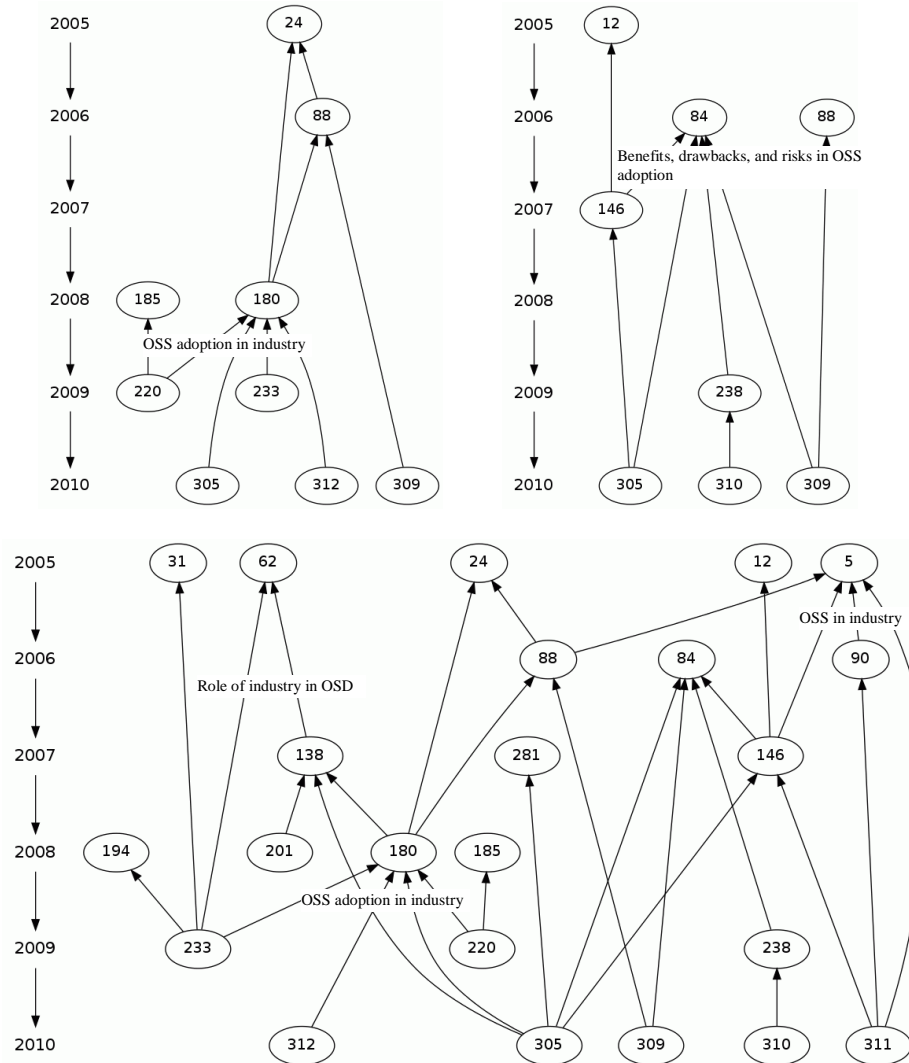 2005 24
2006 88
2007
2008 185 180
OSS adoption in industry
2009 220 233
2010 305 312 309
2005 12
2006 84 88
Benefits, drawbacks, and risks in OSS
adoption
2007 146
2008
2009 238
2010 305 310 309
2005 31 62 24 12 5
OSS in industry
2006 88 84 90
Role of industry in OSD
2007 138 281 146
2008 194 201 180 185
OSS adoption in industry
2009 233 220 238
2010 312 305 309 310 311